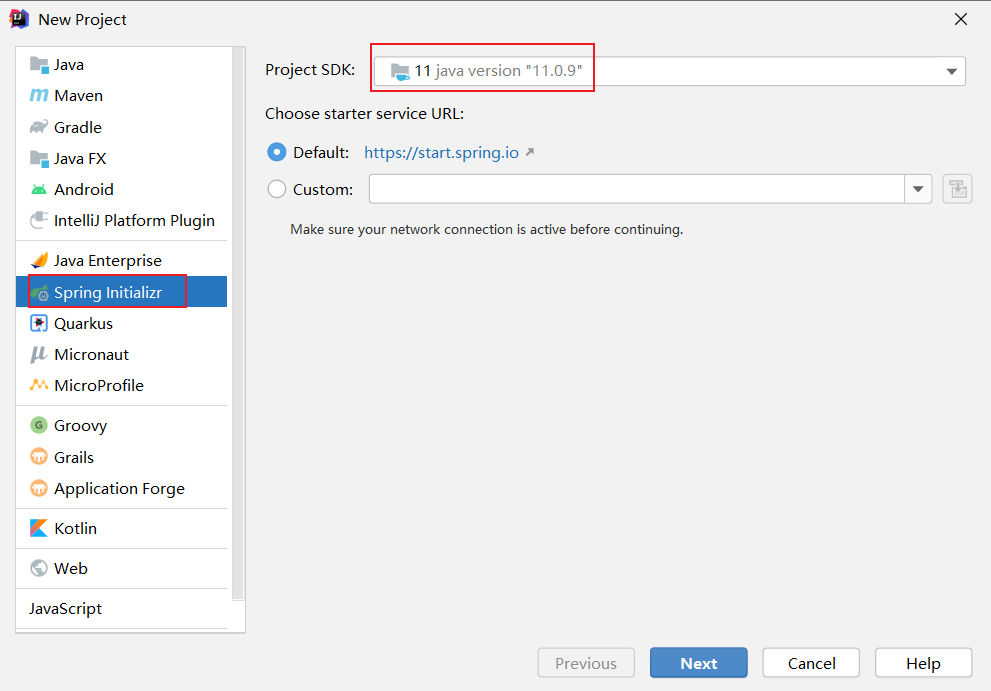 New Project
Java
Maven
Gradle
Java FX
Android
IntelliJ Platform Plugin
Java Enterprise
Spring Initializr
Quarkus
Micronaut
MicroProfile
G Groovy
Grails
Application Forge
Kotlin
Web
JavaScript
Project SDK: 11 java version "11.0.9"
Choose starter service URL:
Default: https://start.spring.io
Custom:
Make sure your network connection is active before continuing.
Previous Next Cancel Help